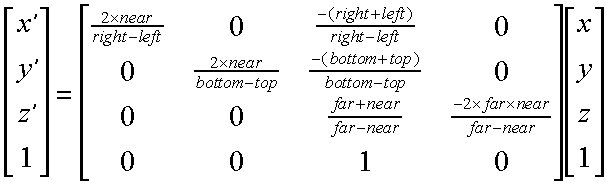 x' = 2×near/right−left 0 −(right+left)/right−left 0 x
y' 0 2×near/bottom−top −(bottom+top)/bottom−top 0 y
z' 0 0 far+near/far−near −2×far×near/far−near z
1 0 0 1 0 1